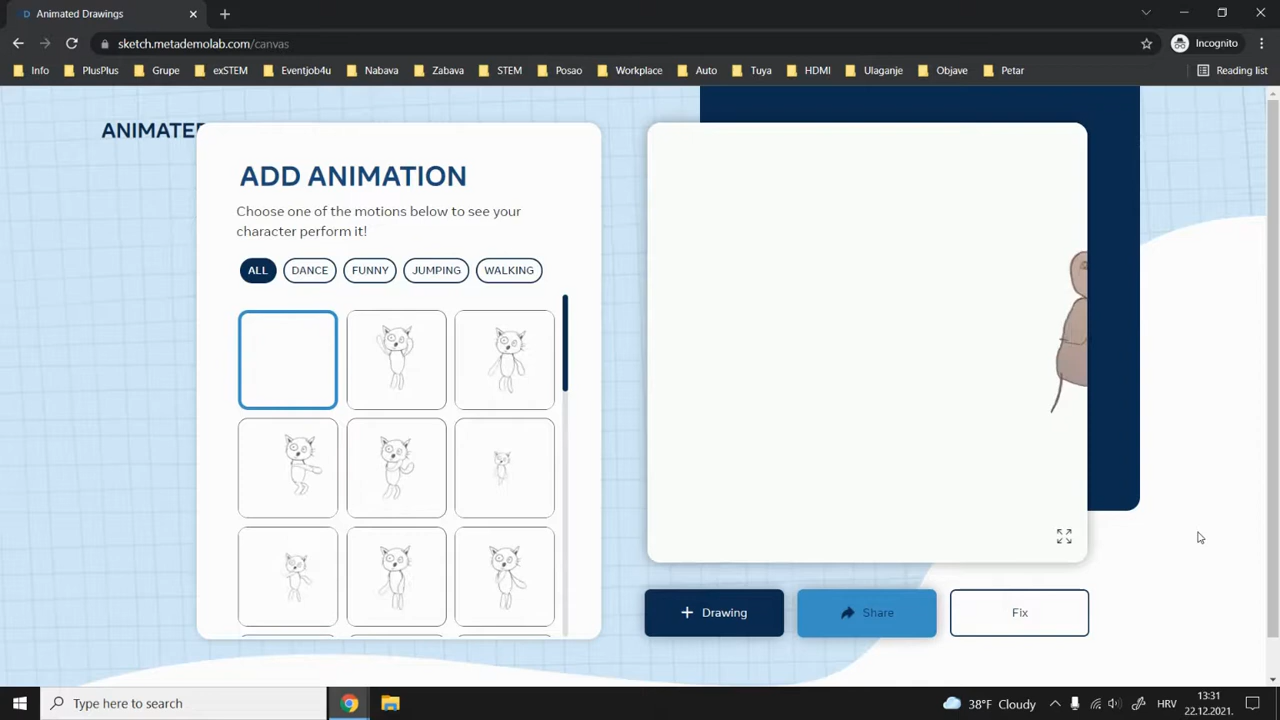 Animated Drawings
sketch.metademolab.com/canvas
Incognito
Info
PlusPlus
Grupe
exSTEM
Eventjob4u
Nabava
Zabava
STEM
Posao
Workplace
Auto
Tuya
HDMI
Ulaganje
Objave
Petar
Reading list
ANIMATED
ADD ANIMATION
Choose one of the motions below to see your
character perform it!
ALL
DANCE
FUNNY
JUMPING
WALKING
+ Drawing
Share
Fix
Type here to search
38°F Cloudy
HRV
13:31
22.12.2021.